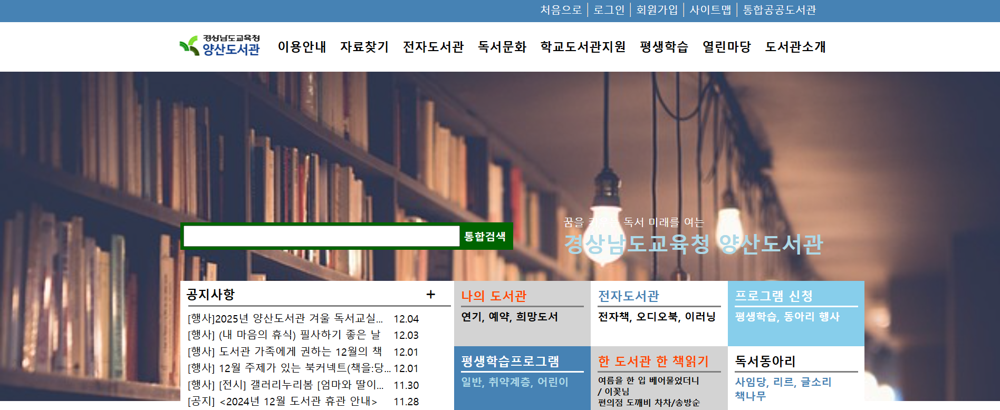 처음으로 | 로그인 | 회원가입 | 사이트맵 | 통합공공도서관
경상남도교육청
양산도서관
이용안내 자료찾기 전자도서관 독서문화 학교도서관지원 평생학습 열린마당 도서관소개
꿈을 키우는 독서 미래를 여는
경상남도교육청 양산도서관
통합검색
공지사항 +
[행사]2025년 양산도서관 겨울 독서교실... 12.04
[행사] (내 마음의 휴식) 필사하기 좋은 날 12.03
[행사] 도서관 가족에게 권하는 12월의 책 12.01
[행사] 12월 주제가 있는 북커넥트(책을:당... 12.01
[행사] [전시] 갤러리누리봄 [엄마와 딸이... 11.30
[공지] <2024년 12월 도서관 휴관 안내> 11.28
나의 도서관
연기, 예약, 희망도서
전자도서관
전자책, 오디오북, 이러닝
프로그램 신청
평생학습, 동아리 행사
평생학습프로그램
일반, 취약계층, 어린이
한 도서관 한 책읽기
여름을 한 입 베어물었더니
/ 이꽃님
편의점 도깨비 차차/송방순
독서동아리
사임당, 리르, 글소리
책나무